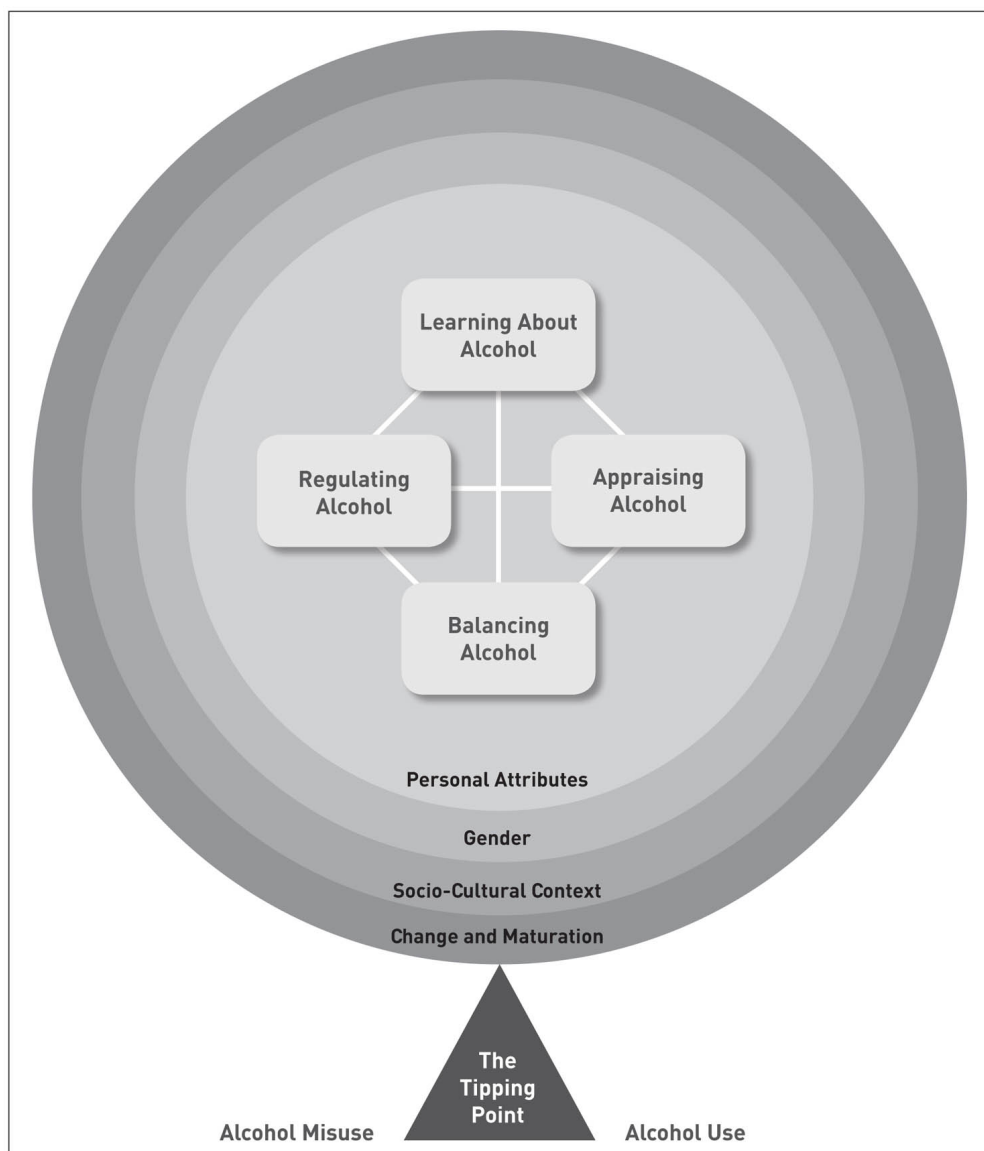 Learning About
Alcohol
Regulating
Alcohol
Appraising
Alcohol
Balancing
Alcohol
Personal Attributes
Gender
Socio-Cultural Context
Change and Maturation
The
Tipping
Point
Alcohol Misuse
Alcohol Use